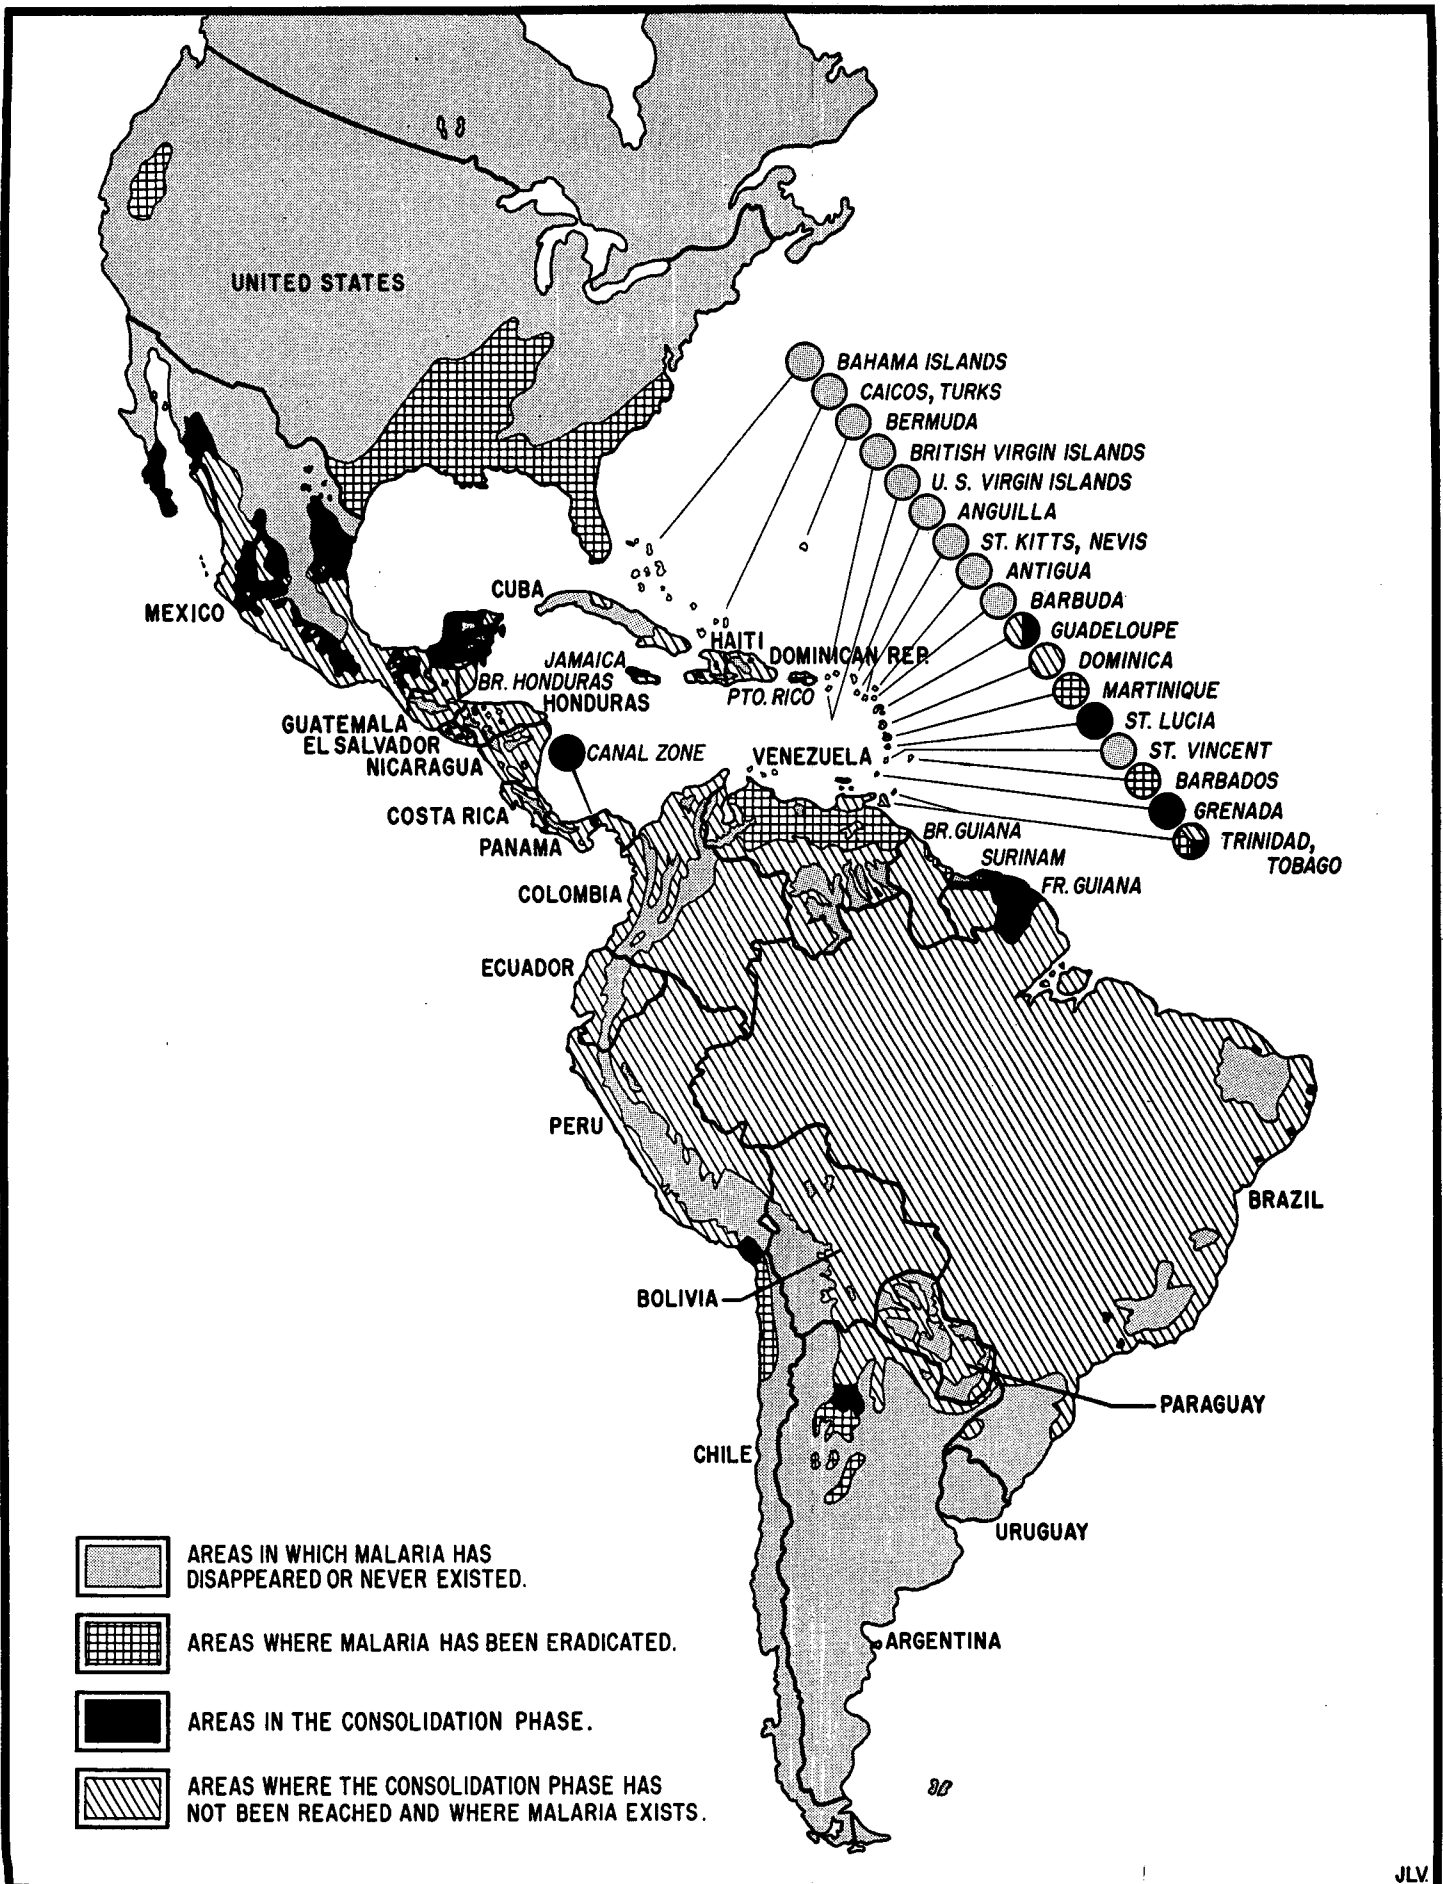 UNITED STATES
BAHAMA ISLANDS
CAICOS, TURKS
BERMUDA
BRITISH VIRGIN ISLANDS
U. S. VIRGIN ISLANDS
ANGUILLA
ST. KITTS, NEVIS
ANTIGUA
BARBUDA
GUADELOUPE
DOMINICA
MARTINIQUE
ST. LUCIA
ST. VINCENT
BARBADOS
GRENADA
TRINIDAD,
TOBAGO
CUBA
MEXICO
HAITI
DOMINICAN REP.
JAMAICA
PTO. RICO
BR. HONDURAS
HONDURAS
GUATEMALA
EL SALVADOR
NICARAGUA
CANAL ZONE
VENEZUELA
COSTA RICA
PANAMA
BR. GUIANA
SURINAM
FR. GUIANA
COLOMBIA
ECUADOR
PERU
BRAZIL
BOLIVIA
PARAGUAY
CHILE
URUGUAY
ARGENTINA
AREAS IN WHICH MALARIA HAS
DISAPPEARED OR NEVER EXISTED.
AREAS WHERE MALARIA HAS BEEN ERADICATED.
AREAS IN THE CONSOLIDATION PHASE.
AREAS WHERE THE CONSOLIDATION PHASE HAS
NOT BEEN REACHED AND WHERE MALARIA EXISTS.
JLV.